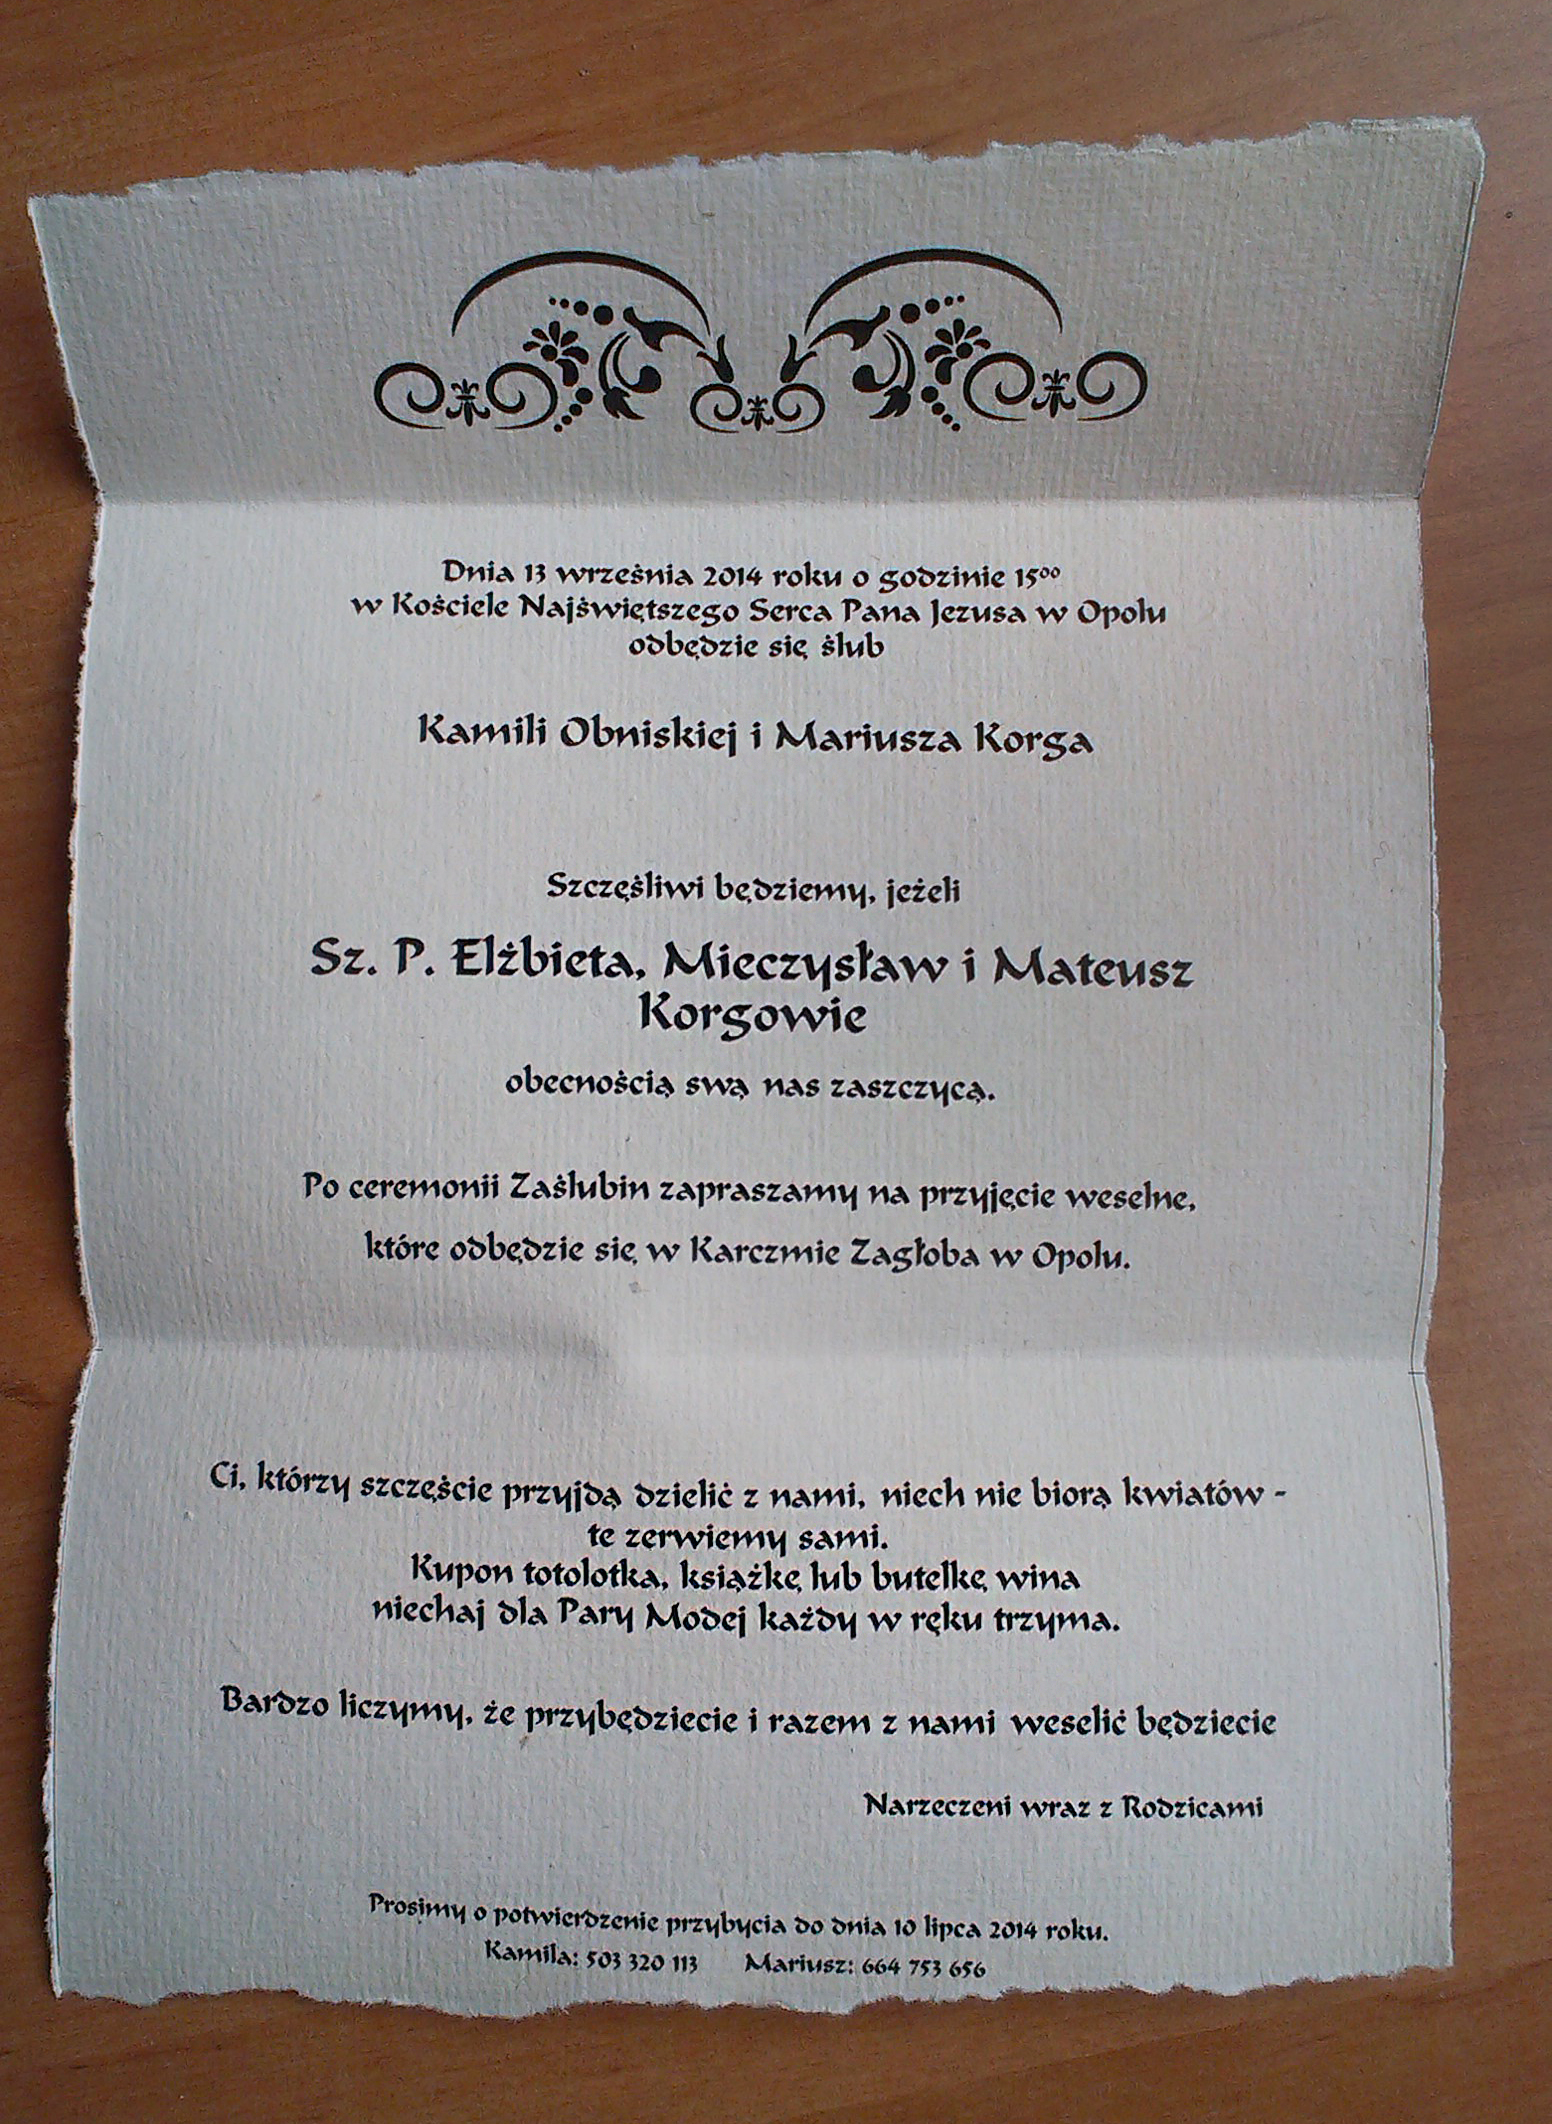 Dnia 13 września 2014 roku o godzinie 15⁰⁰
w Kościele Najświętszego Serca Pana Jezusa w Opolu
odbędzie się ślub
Kamili Obniskiej i Mariusza Korga
Szczęśliwi będziemy, jeżeli
Sz. P. Elżbieta, Mieczysław i Mateusz
Korgowie
obecnością swą nas zaszczycą.
Po ceremonii Zaślubin zapraszamy na przyjęcie weselne,
które odbędzie się w Karczmie Zagłoba w Opolu.
Ci, którzy szczęście przyjdą dzielić z nami, niech nie biorą kwiatów -
te zerwiemy sami.
Kupon totolotka, książkę lub butelkę wina
niechaj dla Pary Modej każdy w ręku trzyma.
Bardzo liczymy, że przybędziecie i razem z nami weselić będziecie
Narzeczeni wraz z Rodzicami
Prosimy o potwierdzenie przybycia do dnia 10 lipca 2014 roku.
Kamila: 503 320 113 Mariusz: 664 753 656